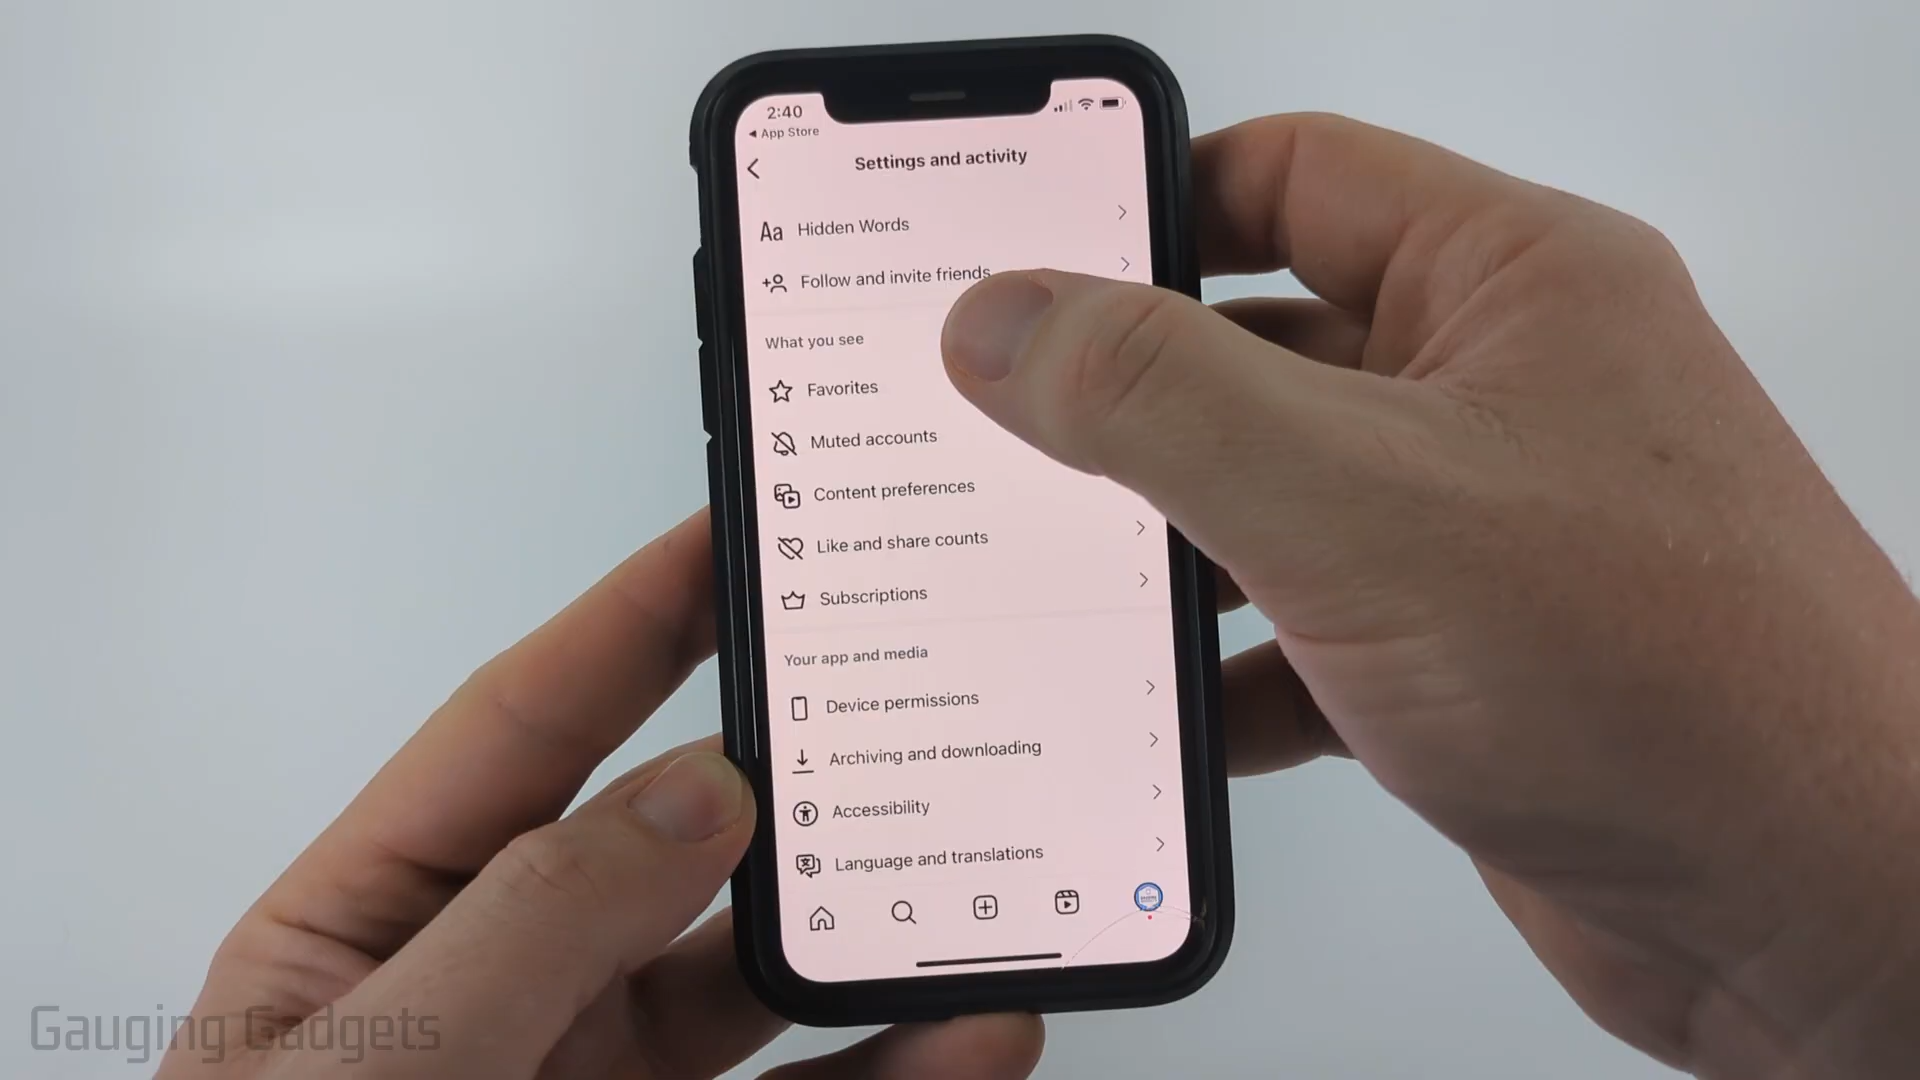 2:40
◄ App Store
Settings and activity
Aa Hidden Words
Follow and invite friends
What you see
Favorites
Muted accounts
Content preferences
Like and share counts
Subscriptions
Your app and media
Device permissions
Archiving and downloading
Accessibility
Language and translations
Gauging Gadgets